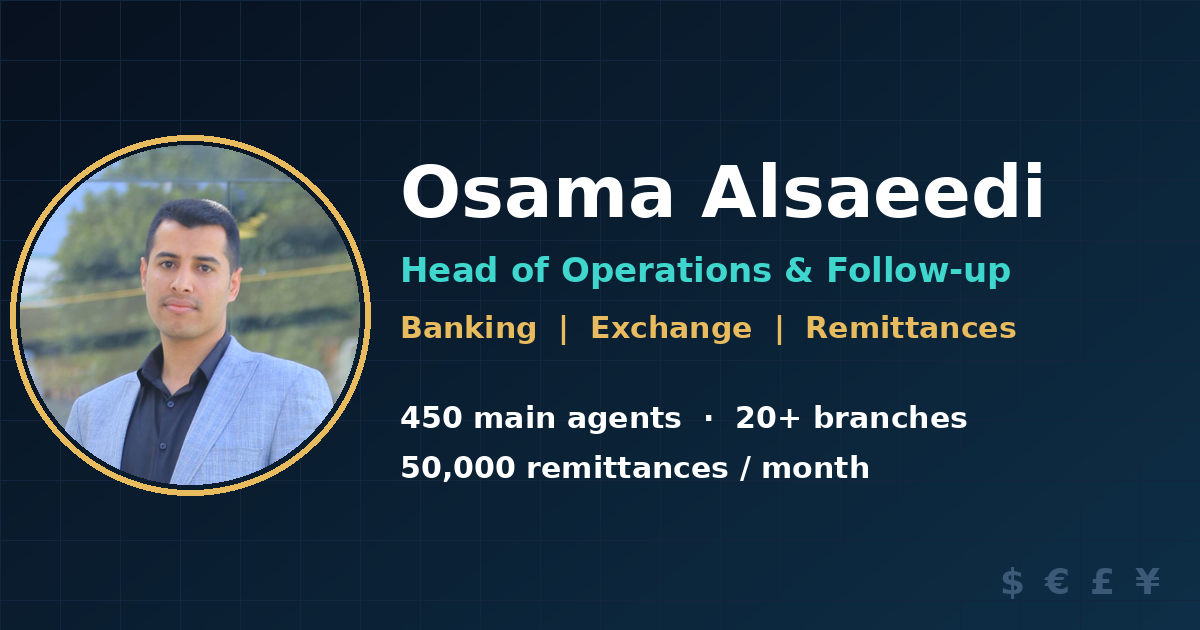 Osama Alsaeedi
Head of Operations & Follow-up
Banking | Exchange | Remittances
450 main agents · 20+ branches
50,000 remittances / month
$ € £ ¥